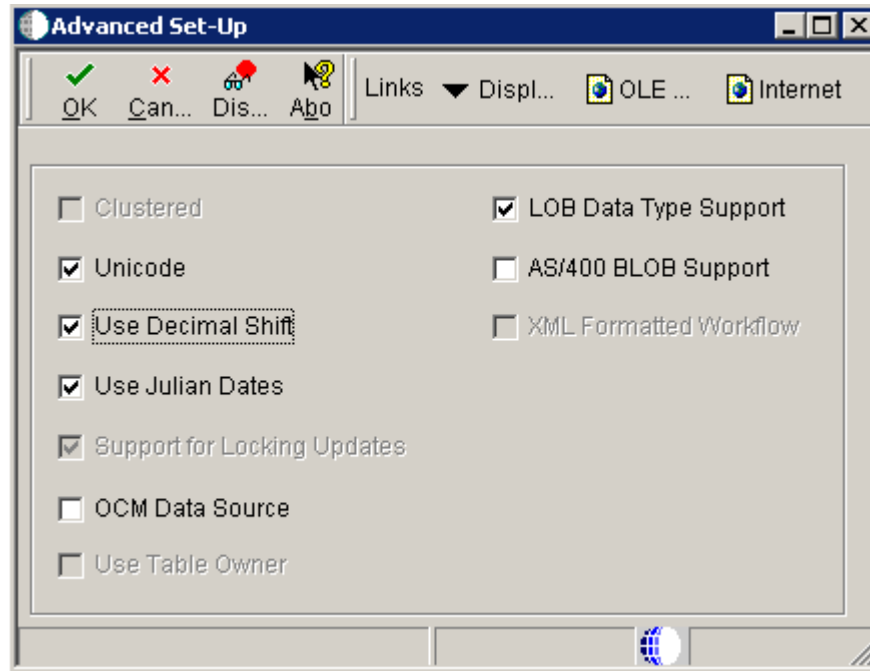 Advanced Set-Up
OK Can... Dis... Abo Links Displ... OLE ... Internet
Clustered
LOB Data Type Support
Unicode
AS/400 BLOB Support
Use Decimal Shift
XML Formatted Workflow
Use Julian Dates
Support for Locking Updates
OCM Data Source
Use Table Owner